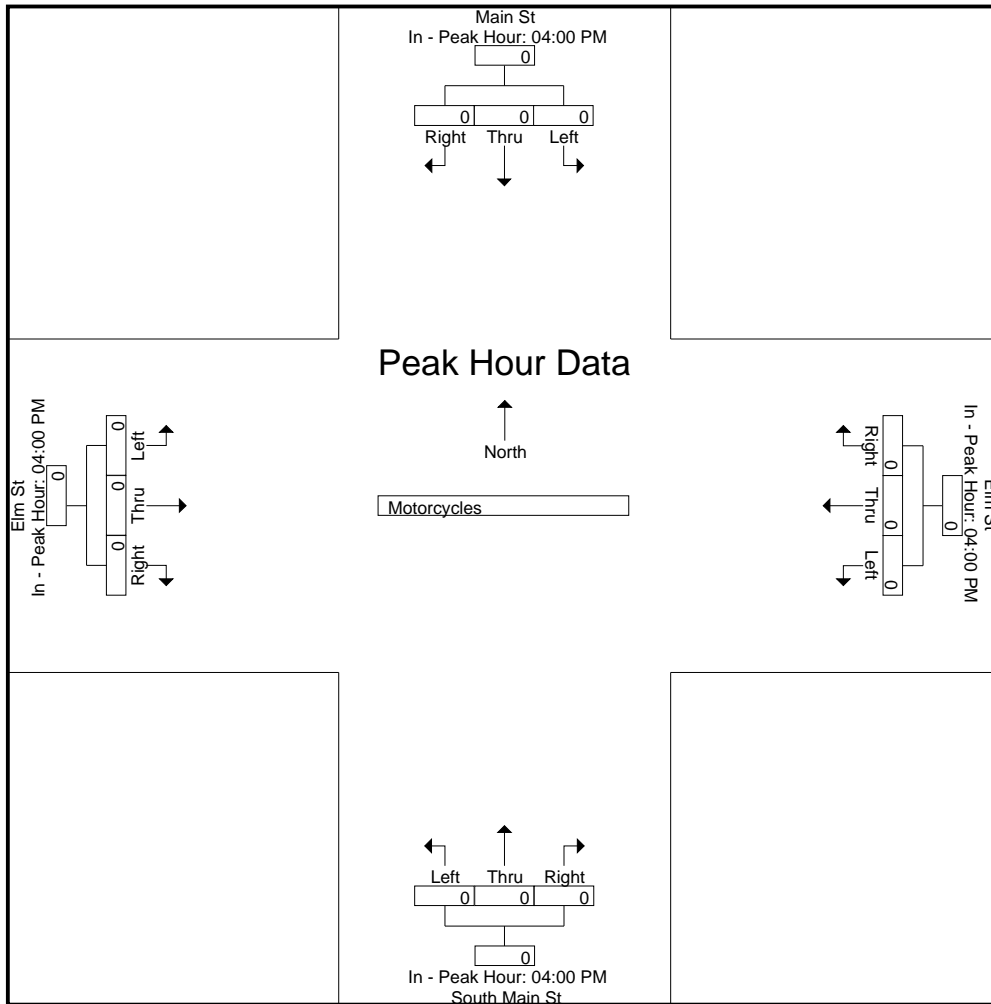 Main St
In - Peak Hour: 04:00 PM
0
0 0 0
Right Thru Left
Peak Hour Data
North
Motorcycles
Elm St
In - Peak Hour: 04:00 PM
0
0 0 0
Left Thru Right
Elm St
In - Peak Hour: 04:00 PM
0
0 0 0
Right Thru Left
Left Thru Right
0 0 0
0
In - Peak Hour: 04:00 PM
South Main St